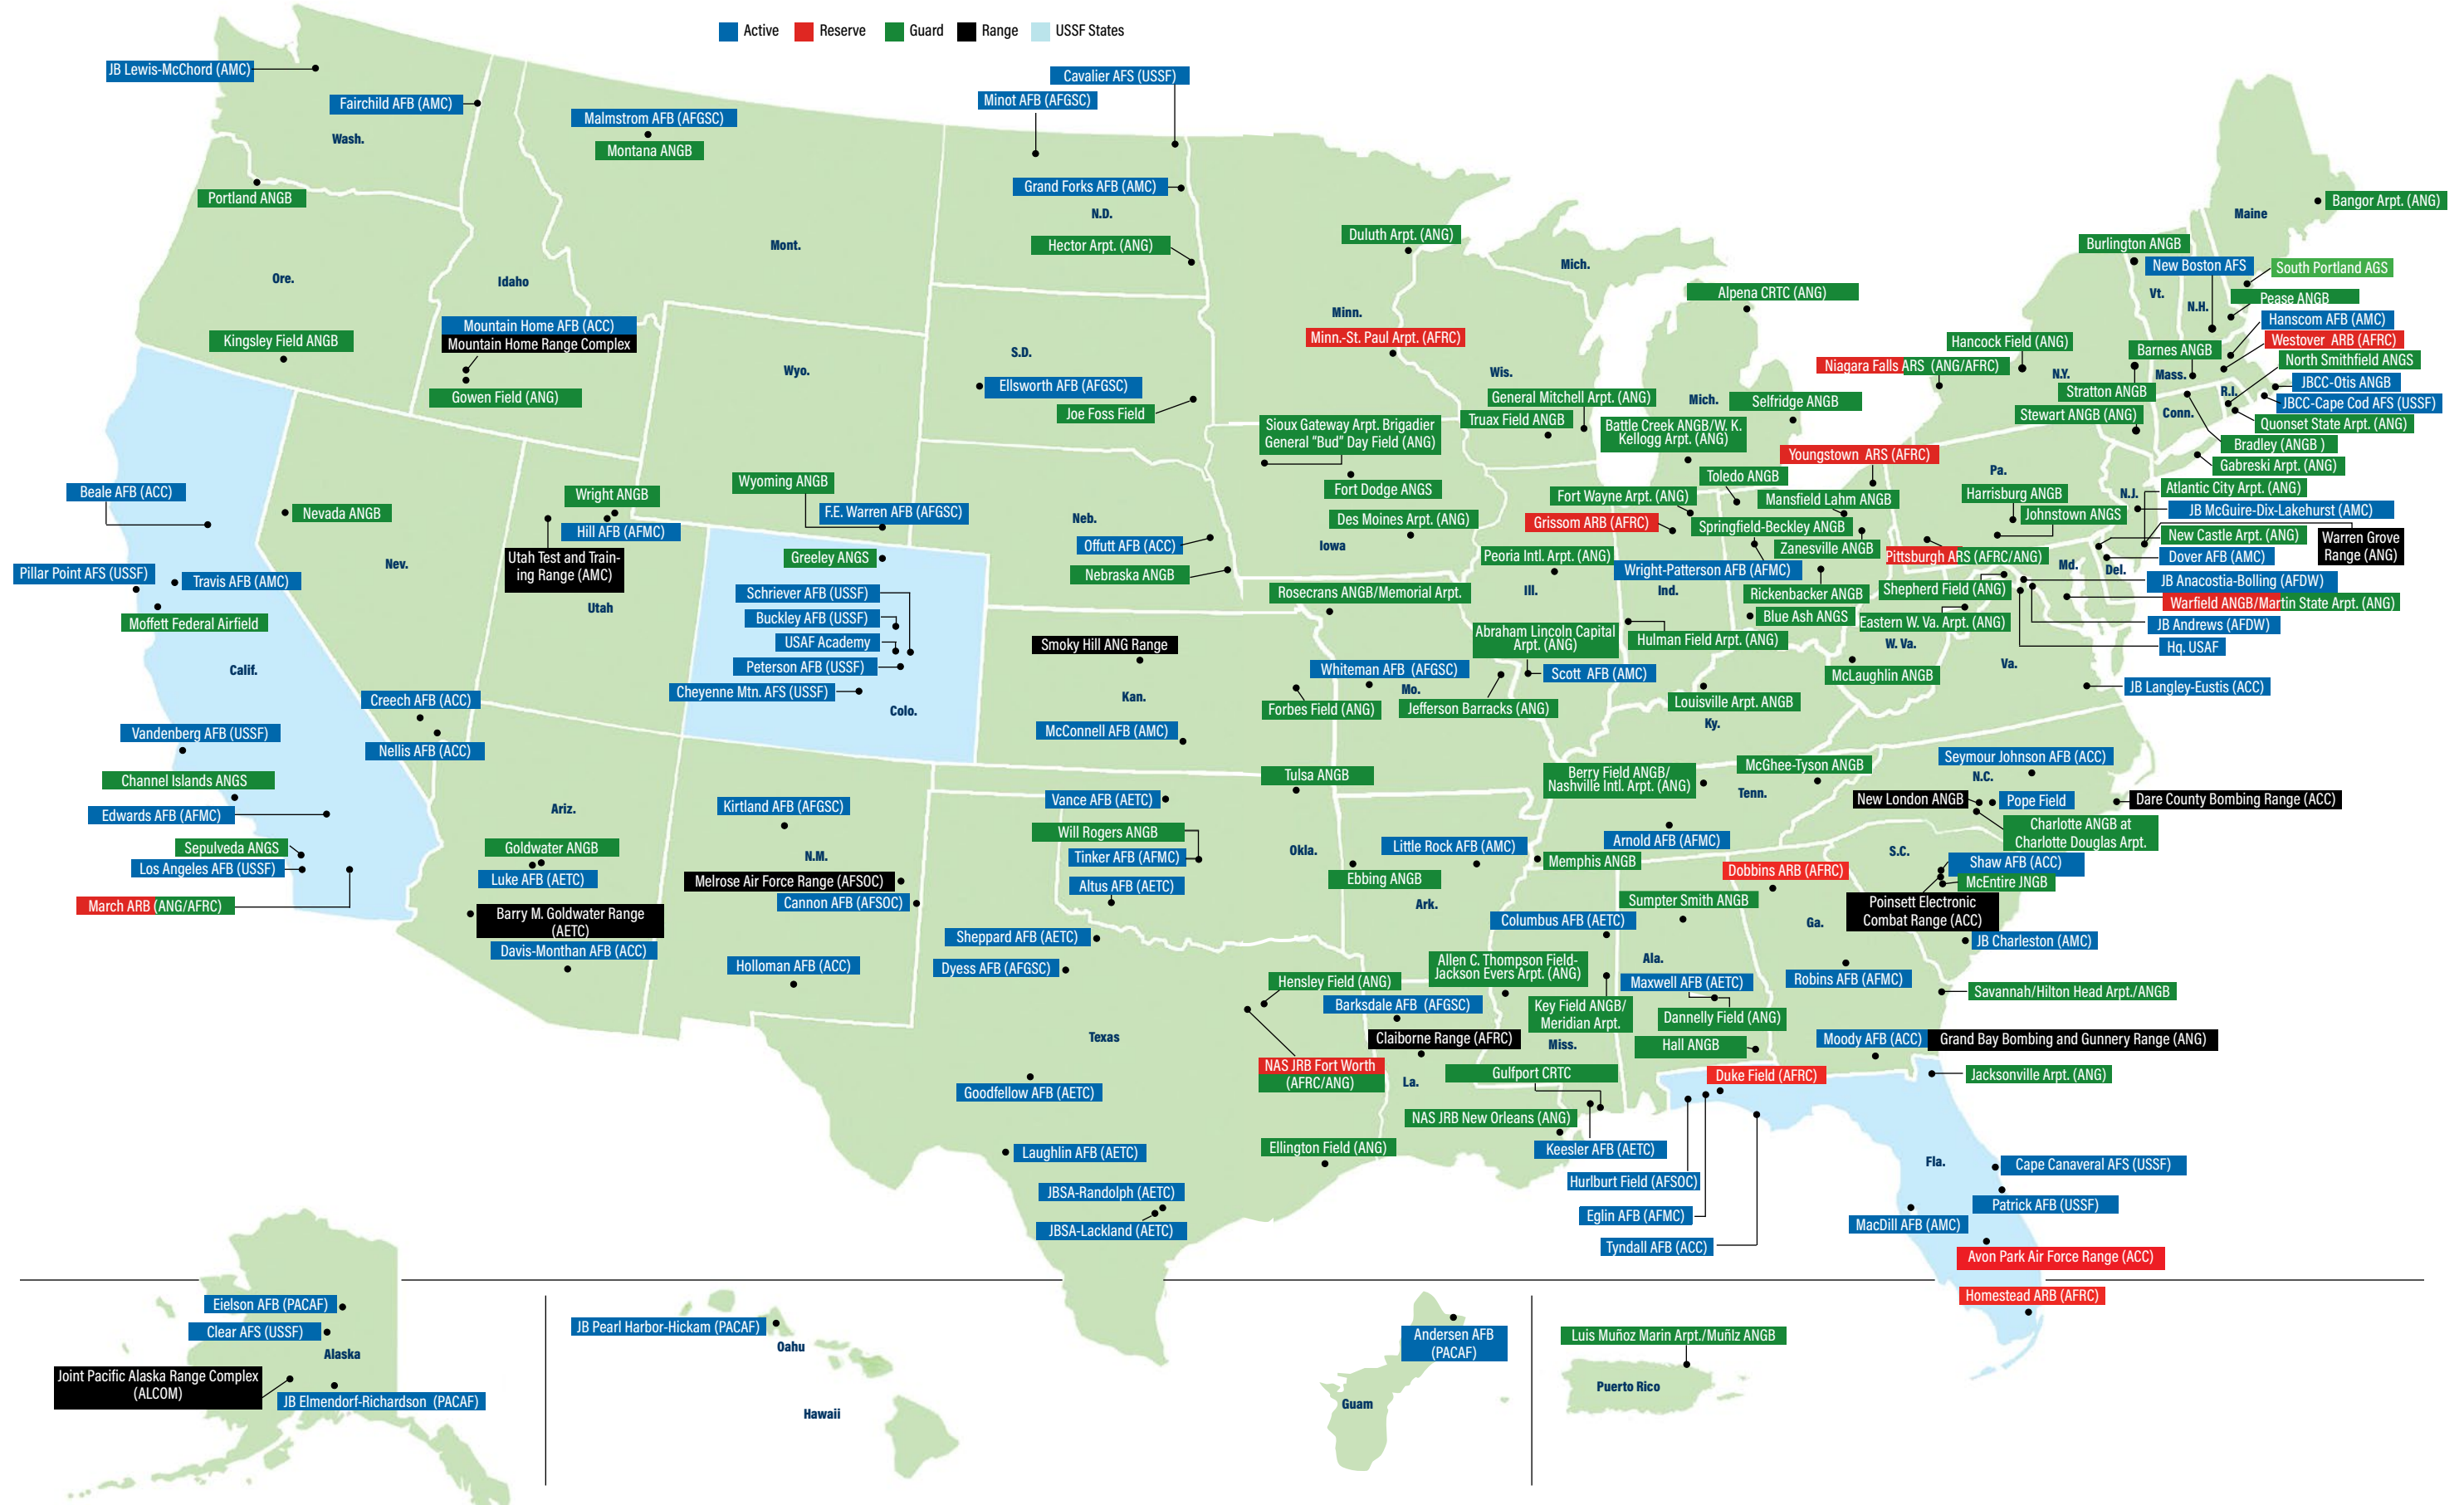 Active
Reserve
Guard
Range
USSF States
JB Lewis-McChord (AMC)
Fairchild AFB (AMC)
Wash.
Portland ANGB
Ore.
Kingsley Field ANGB
Malmstrom AFB (AFGSC)
Montana ANGB
Mont.
Idaho
Mountain Home AFB (ACC)
Mountain Home Range Complex
Gowen Field (ANG)
Cavalier AFS (USSF)
Minot AFB (AFGSC)
Grand Forks AFB (AMC)
N.D.
Hector Arpt. (ANG)
S.D.
Ellsworth AFB (AFGSC)
Joe Foss Field
Wyo.
Wyoming ANGB
F.E. Warren AFB (AFGSC)
Duluth Arpt. (ANG)
Minn.
Minn.-St. Paul Arpt. (AFRC)
Mich.
Alpena CRTC (ANG)
Wis.
General Mitchell Arpt. (ANG)
Truax Field ANGB
Mich.
Selfridge ANGB
Battle Creek ANGB/W. K.
Kellogg Arpt. (ANG)
Sioux Gateway Arpt. Brigadier
General "Bud" Day Field (ANG)
Fort Dodge ANGS
Des Moines Arpt. (ANG)
Iowa
Maine
Bangor Arpt. (ANG)
Burlington ANGB
New Boston AFS
South Portland AGS
Vt.
N.H.
Pease ANGB
Hanscom AFB (AMC)
Westover ARB (AFRC)
North Smithfield ANGS
JBCC-Otis ANGB
JBCC-Cape Cod AFS (USSF)
Quonset State Arpt. (ANG)
Bradley (ANGB )
Gabreski Arpt. (ANG)
Barnes ANGB
Mass.
R.I.
Conn.
Stratton ANGB
Stewart ANGB (ANG)
N.Y.
Hancock Field (ANG)
Niagara Falls ARS (ANG/AFRC)
Youngstown ARS (AFRC)
Pa.
Harrisburg ANGB
Johnstown ANGS
N.J.
Atlantic City Arpt. (ANG)
JB McGuire-Dix-Lakehurst (AMC)
New Castle Arpt. (ANG)
Warren Grove
Range (ANG)
Dover AFB (AMC)
Md.
Del.
JB Anacostia-Bolling (AFDW)
Warfield ANGB/Martin State Arpt. (ANG)
JB Andrews (AFDW)
Hq. USAF
JB Langley-Eustis (ACC)
Va.
Pittsburgh ARS (AFRC/ANG)
Shepherd Field (ANG)
Eastern W. Va. Arpt. (ANG)
W. Va.
McLaughlin ANGB
Toledo ANGB
Mansfield Lahm ANGB
Fort Wayne Arpt. (ANG)
Grissom ARB (AFRC)
Springfield-Beckley ANGB
Zanesville ANGB
Peoria Intl. Arpt. (ANG)
Wright-Patterson AFB (AFMC)
Rickenbacker ANGB
Blue Ash ANGS
Ill.
Ind.
Abraham Lincoln Capital
Arpt. (ANG)
Hulman Field Arpt. (ANG)
Scott AFB (AMC)
Louisville Arpt. ANGB
Ky.
Beale AFB (ACC)
Nevada ANGB
Pillar Point AFS (USSF)
Travis AFB (AMC)
Moffett Federal Airfield
Nev.
Calif.
Creech AFB (ACC)
Nellis AFB (ACC)
Vandenberg AFB (USSF)
Channel Islands ANGS
Edwards AFB (AFMC)
Sepulveda ANGS
Los Angeles AFB (USSF)
March ARB (ANG/AFRC)
Wright ANGB
Hill AFB (AFMC)
Utah Test and Train-
ing Range (AMC)
Utah
Greeley ANGS
Schriever AFB (USSF)
Buckley AFB (USSF)
USAF Academy
Peterson AFB (USSF)
Cheyenne Mtn. AFS (USSF)
Colo.
Neb.
Offutt AFB (ACC)
Nebraska ANGB
Smoky Hill ANG Range
Kan.
McConnell AFB (AMC)
Rosecrans ANGB/Memorial Arpt.
Whiteman AFB (AFGSC)
Mo.
Forbes Field (ANG)
Jefferson Barracks (ANG)
Ariz.
Goldwater ANGB
Luke AFB (AETC)
Barry M. Goldwater Range
(AETC)
Davis-Monthan AFB (ACC)
Kirtland AFB (AFGSC)
N.M.
Melrose Air Force Range (AFSOC)
Cannon AFB (AFSOC)
Holloman AFB (ACC)
Tulsa ANGB
Vance AFB (AETC)
Will Rogers ANGB
Tinker AFB (AFMC)
Altus AFB (AETC)
Okla.
Sheppard AFB (AETC)
Dyess AFB (AFGSC)
Texas
Goodfellow AFB (AETC)
Laughlin AFB (AETC)
JBSA-Randolph (AETC)
JBSA-Lackland (AETC)
Hensley Field (ANG)
NAS JRB Fort Worth
(AFRC/ANG)
Ellington Field (ANG)
Little Rock AFB (AMC)
Ebbing ANGB
Ark.
Barksdale AFB (AFGSC)
Claiborne Range (AFRC)
La.
NAS JRB New Orleans (ANG)
Berry Field ANGB/
Nashville Intl. Arpt. (ANG)
McGhee-Tyson ANGB
Tenn.
Arnold AFB (AFMC)
Memphis ANGB
Columbus AFB (AETC)
Allen C. Thompson Field-
Jackson Evers Arpt. (ANG)
Key Field ANGB/
Meridian Arpt.
Miss.
Gulfport CRTC
Keesler AFB (AETC)
Sumpter Smith ANGB
Ala.
Maxwell AFB (AETC)
Dannelly Field (ANG)
Hall ANGB
Dobbins ARB (AFRC)
Ga.
Robins AFB (AFMC)
Savannah/Hilton Head Arpt./ANGB
Moody AFB (ACC)
Grand Bay Bombing and Gunnery Range (ANG)
Seymour Johnson AFB (ACC)
N.C.
New London ANGB
Pope Field
Dare County Bombing Range (ACC)
Charlotte ANGB at
Charlotte Douglas Arpt.
S.C.
Shaw AFB (ACC)
McEntire JNGB
Poinsett Electronic
Combat Range (ACC)
JB Charleston (AMC)
Duke Field (AFRC)
Jacksonville Arpt. (ANG)
Hurlburt Field (AFSOC)
Eglin AFB (AFMC)
Tyndall AFB (ACC)
Fla.
Cape Canaveral AFS (USSF)
Patrick AFB (USSF)
MacDill AFB (AMC)
Avon Park Air Force Range (ACC)
Homestead ARB (AFRC)
Eielson AFB (PACAF)
Clear AFS (USSF)
Alaska
Joint Pacific Alaska Range Complex
(ALCOM)
JB Elmendorf-Richardson (PACAF)
JB Pearl Harbor-Hickam (PACAF)
Oahu
Hawaii
Andersen AFB
(PACAF)
Guam
Luis Muñoz Marin Arpt./Muñlz ANGB
Puerto Rico